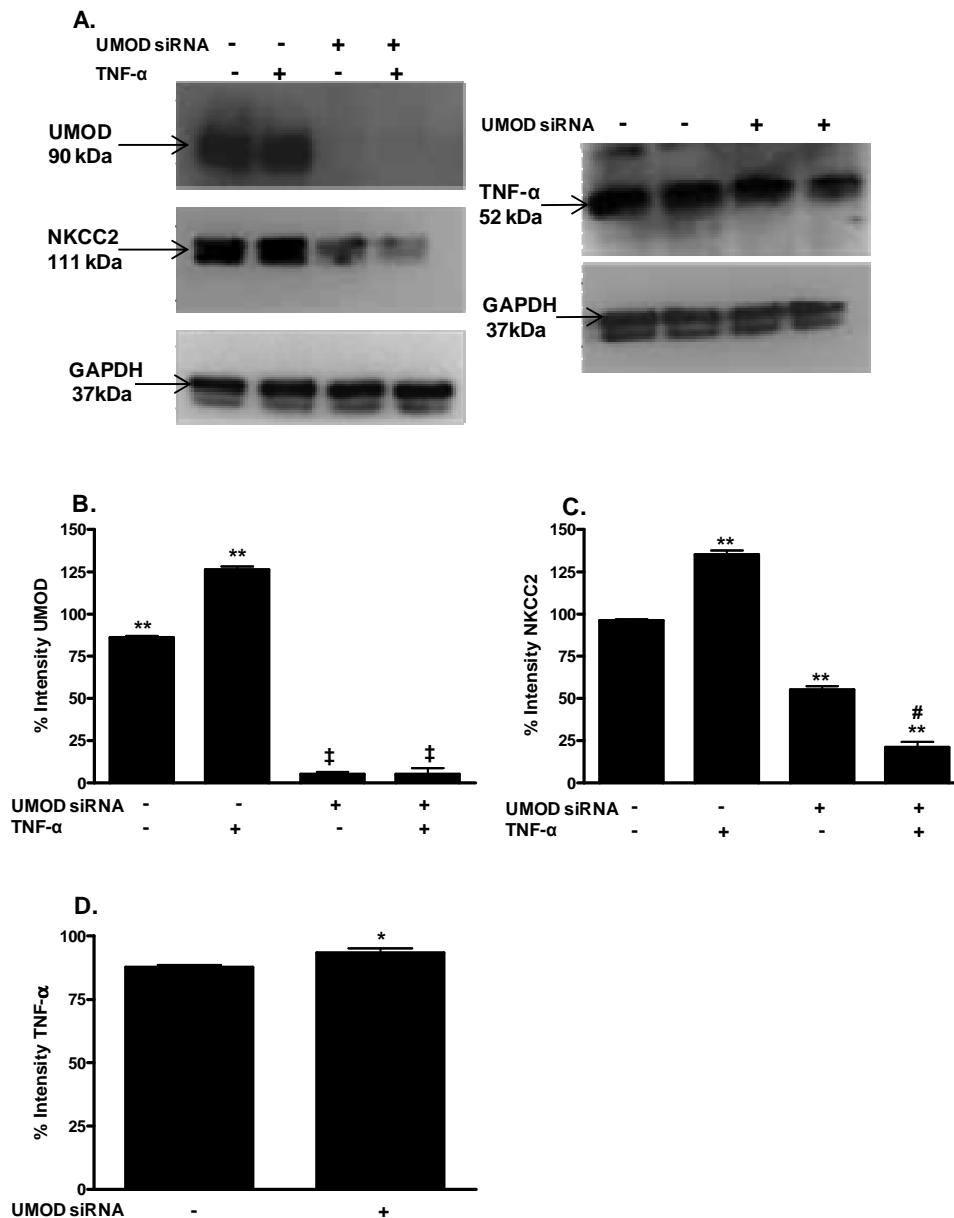 A.
UMOD siRNA - - + +
TNF-α - + - +
UMOD
90 kDa
NKCC2
111 kDa
GAPDH
37kDa
UMOD siRNA - - + +
TNF-α
52 kDa
GAPDH
37kDa
B.
% Intensity UMOD
150
125
100
75
50
25
0
** ** ‡ ‡
UMOD siRNA - - + +
TNF-α - + - +
C.
% Intensity NKCC2
150
125
100
75
50
25
0
** ** # **
UMOD siRNA - - + +
TNF-α - + - +
D.
% Intensity TNF-α
100
75
50
25
0
*
UMOD siRNA - +